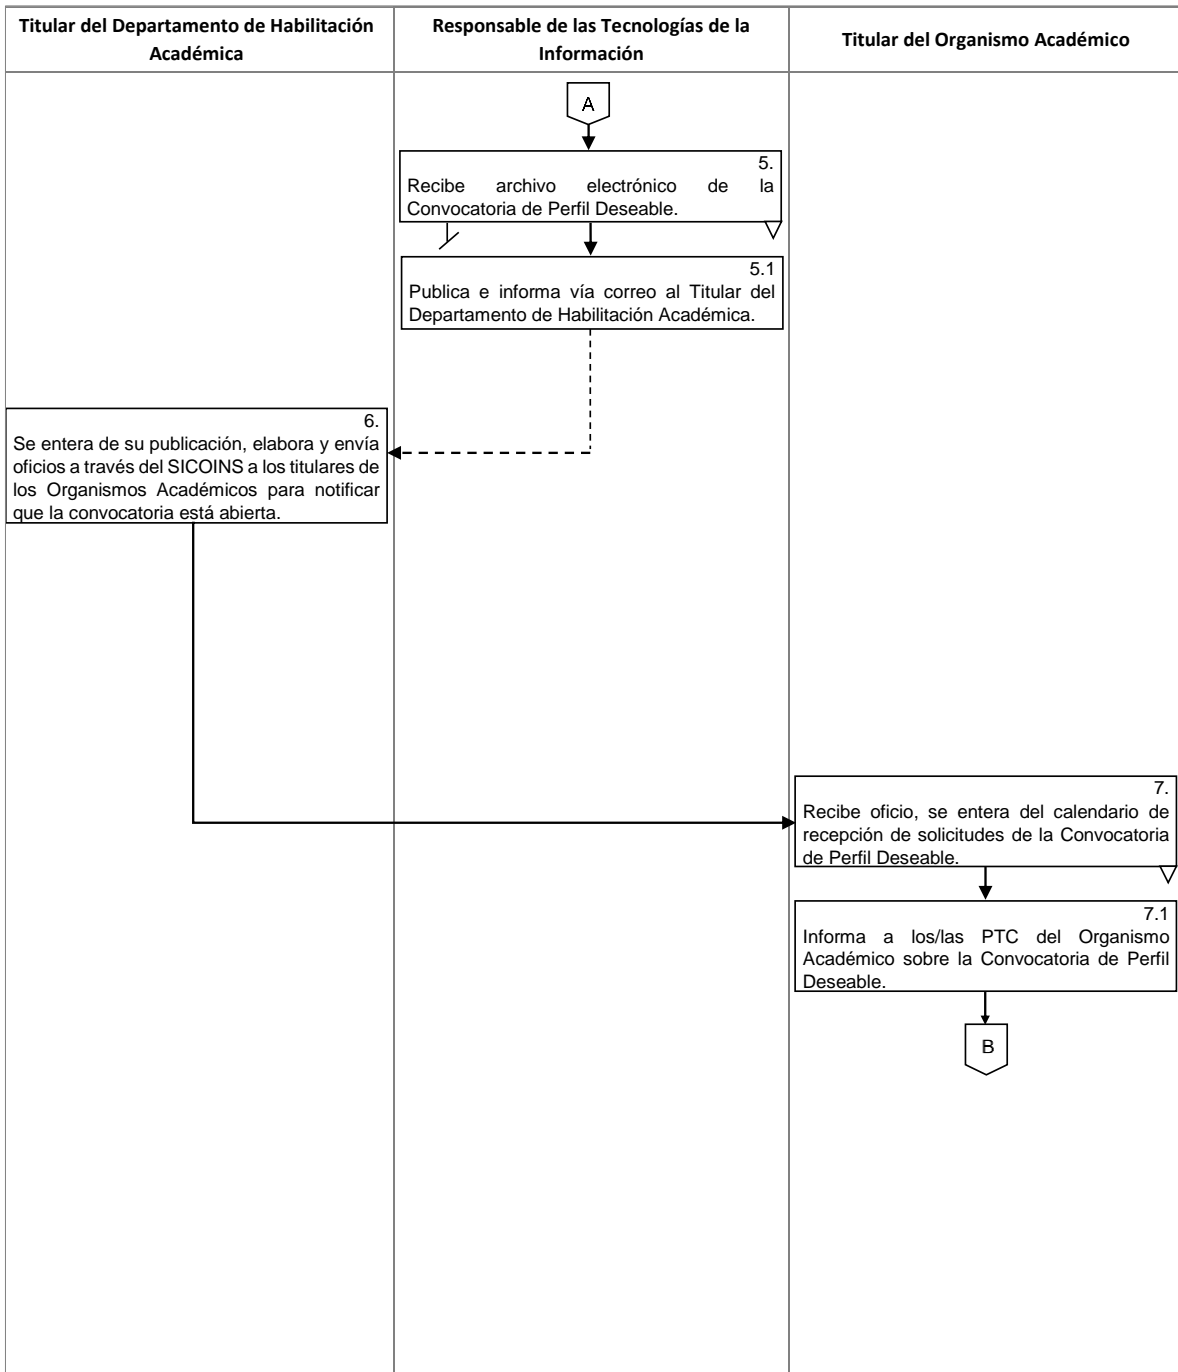 Titular del Departamento de Habilitación
Académica
Responsable de las Tecnologías de la
Información
Titular del Organismo Académico
A
5.
Recibe archivo electrónico de la
Convocatoria de Perfil Deseable.
5.1
Publica e informa vía correo al Titular del
Departamento de Habilitación Académica.
6.
Se entera de su publicación, elabora y envía
oficios a través del SICOINS a los titulares de
los Organismos Académicos para notificar
que la convocatoria está abierta.
7.
Recibe oficio, se entera del calendario de
recepción de solicitudes de la Convocatoria
de Perfil Deseable.
7.1
Informa a los/las PTC del Organismo
Académico sobre la Convocatoria de Perfil
Deseable.
B